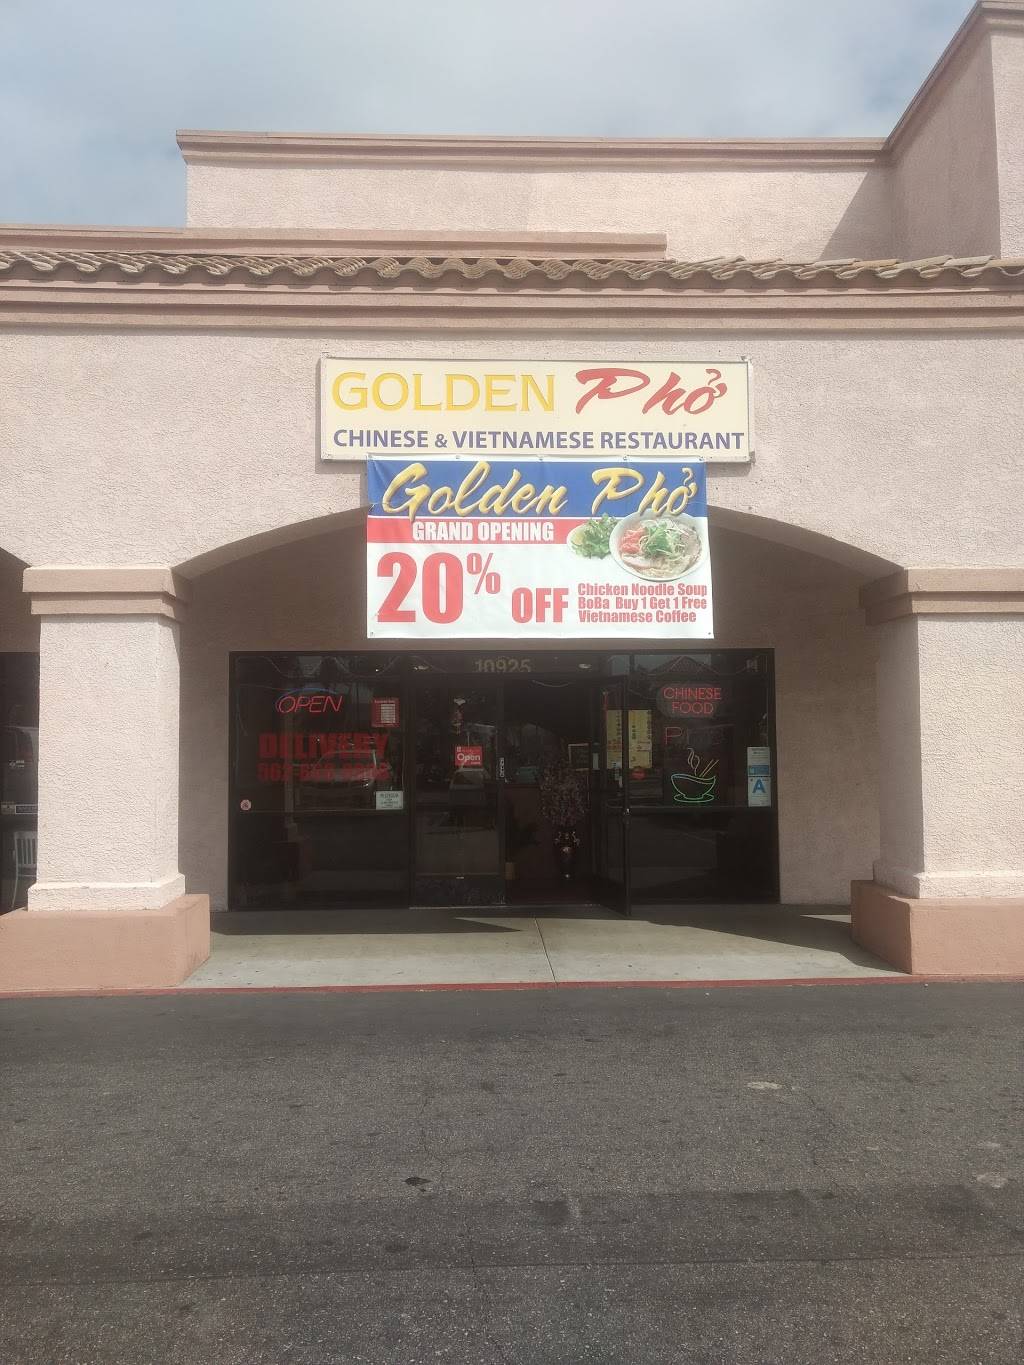 GOLDEN Phở
CHINESE & VIETNAMESE RESTAURANT
Golden Phở
GRAND OPENING
20% OFF
Chicken Noodle Soup
BoBa Buy 1 Get 1 Free
Vietnamese Coffee
10925
OPEN
DELIVERY
Open
CHINESE
FOOD
PHO
A